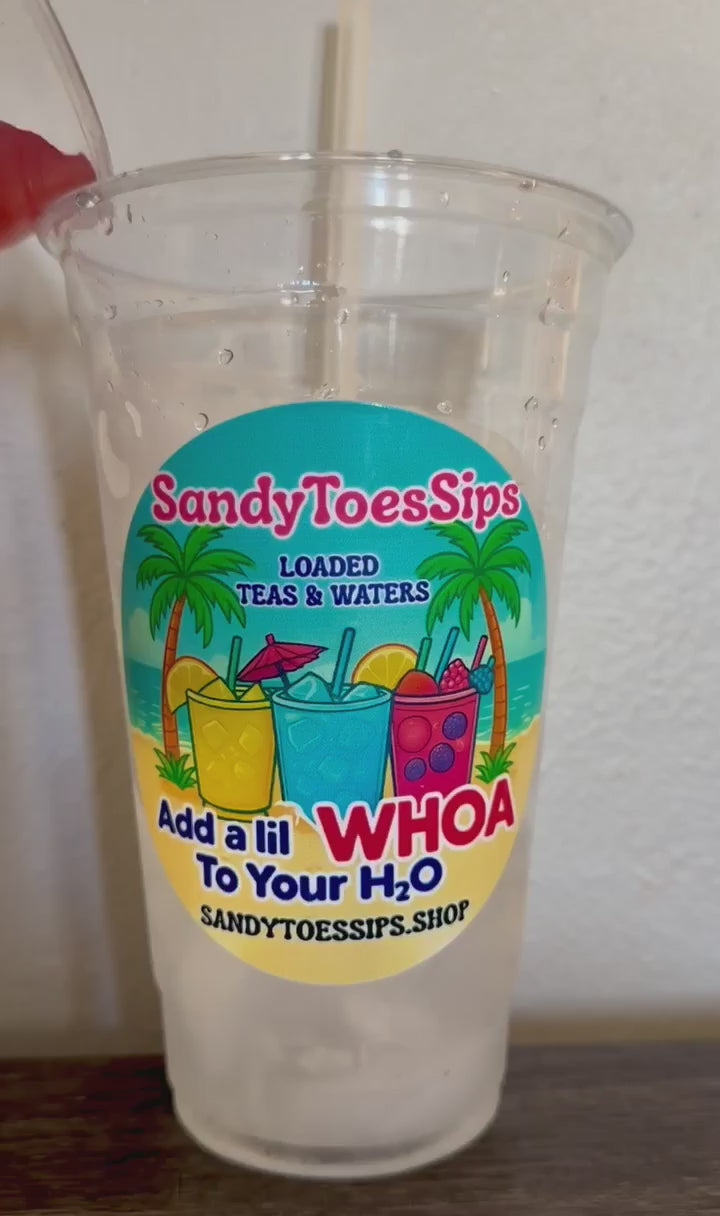 SandyToesSips
LOADED
TEAS & WATERS
Add a lil WHOA
To Your H₂O
SANDYTOESSIPS.SHOP